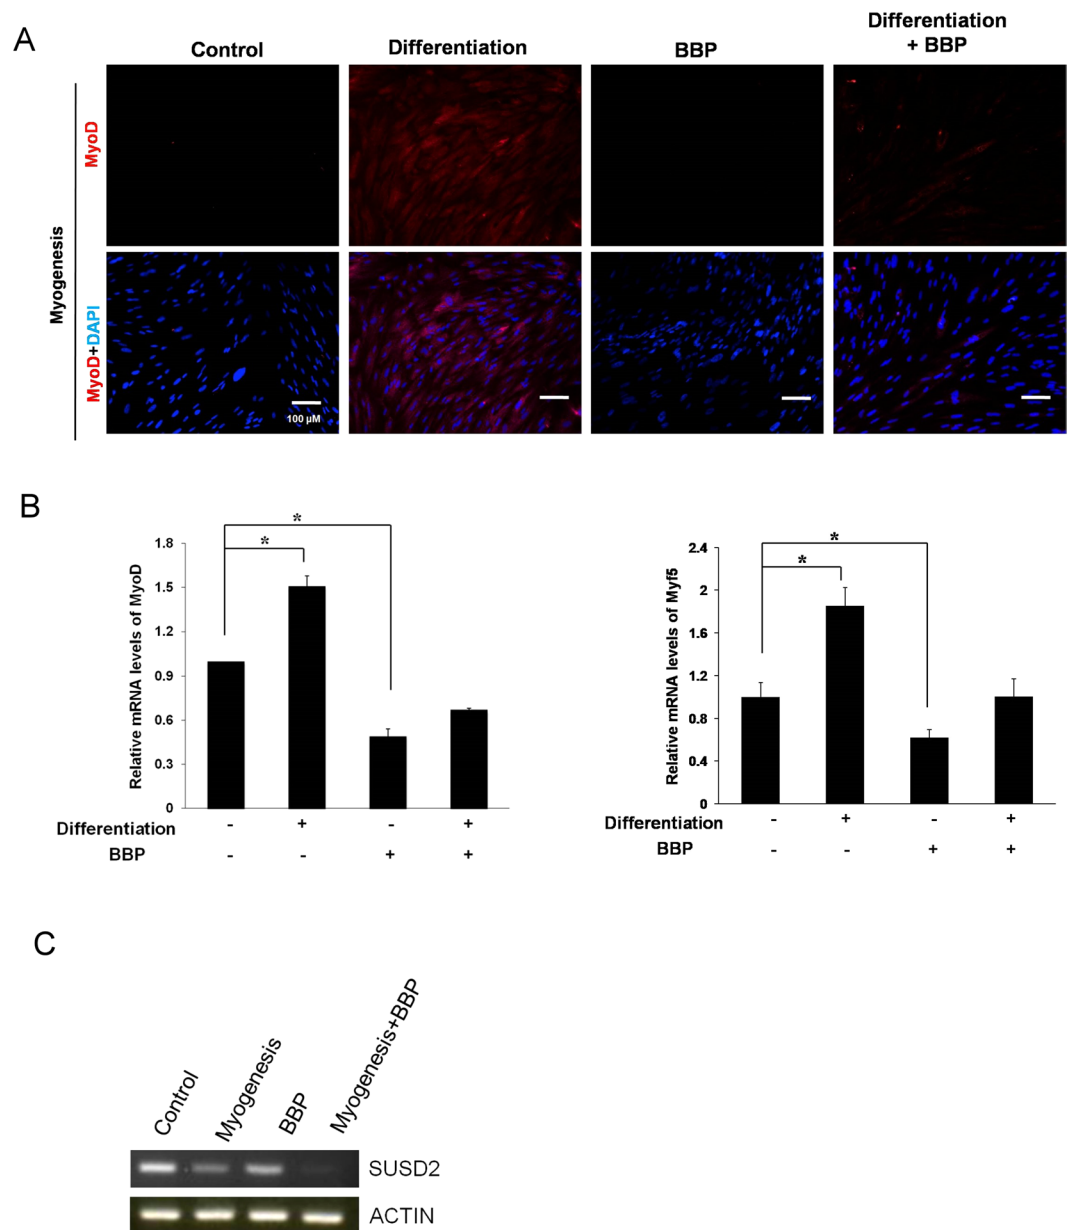 A
Control
Differentiation
BBP
Differentiation
+ BBP
Myogenesis
MyoD
MyoD+DAPI
100 µM
B
*
*
Relative mRNA levels of MyoD
1.8
1.5
1.2
0.9
0.6
0.3
0
Differentiation - + - +
BBP - - + +
*
*
Relative mRNA levels of Myf5
2.4
2
1.6
1.2
0.8
0.4
0
Differentiation - + - +
BBP - - + +
C
Control
Myogenesis
BBP
Myogenesis+BBP
SUSD2
ACTIN